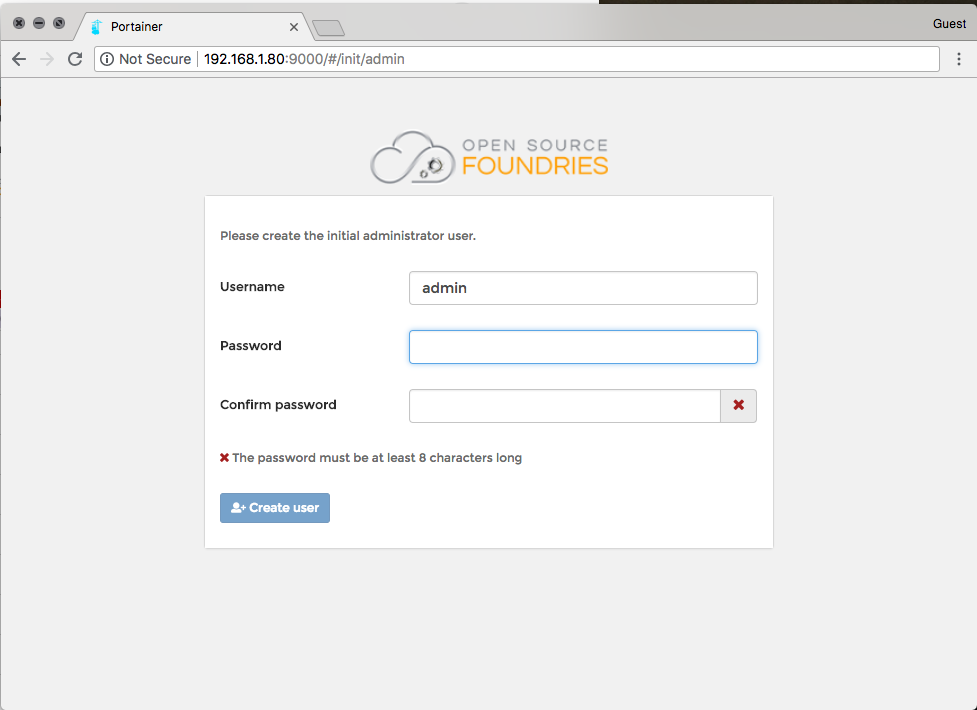 Portainer
Guest
Not Secure 192.168.1.80:9000/#/init/admin
OPEN SOURCE
FOUNDRIES
Please create the initial administrator user.
Username
admin
Password
Confirm password
The password must be at least 8 characters long
Create user